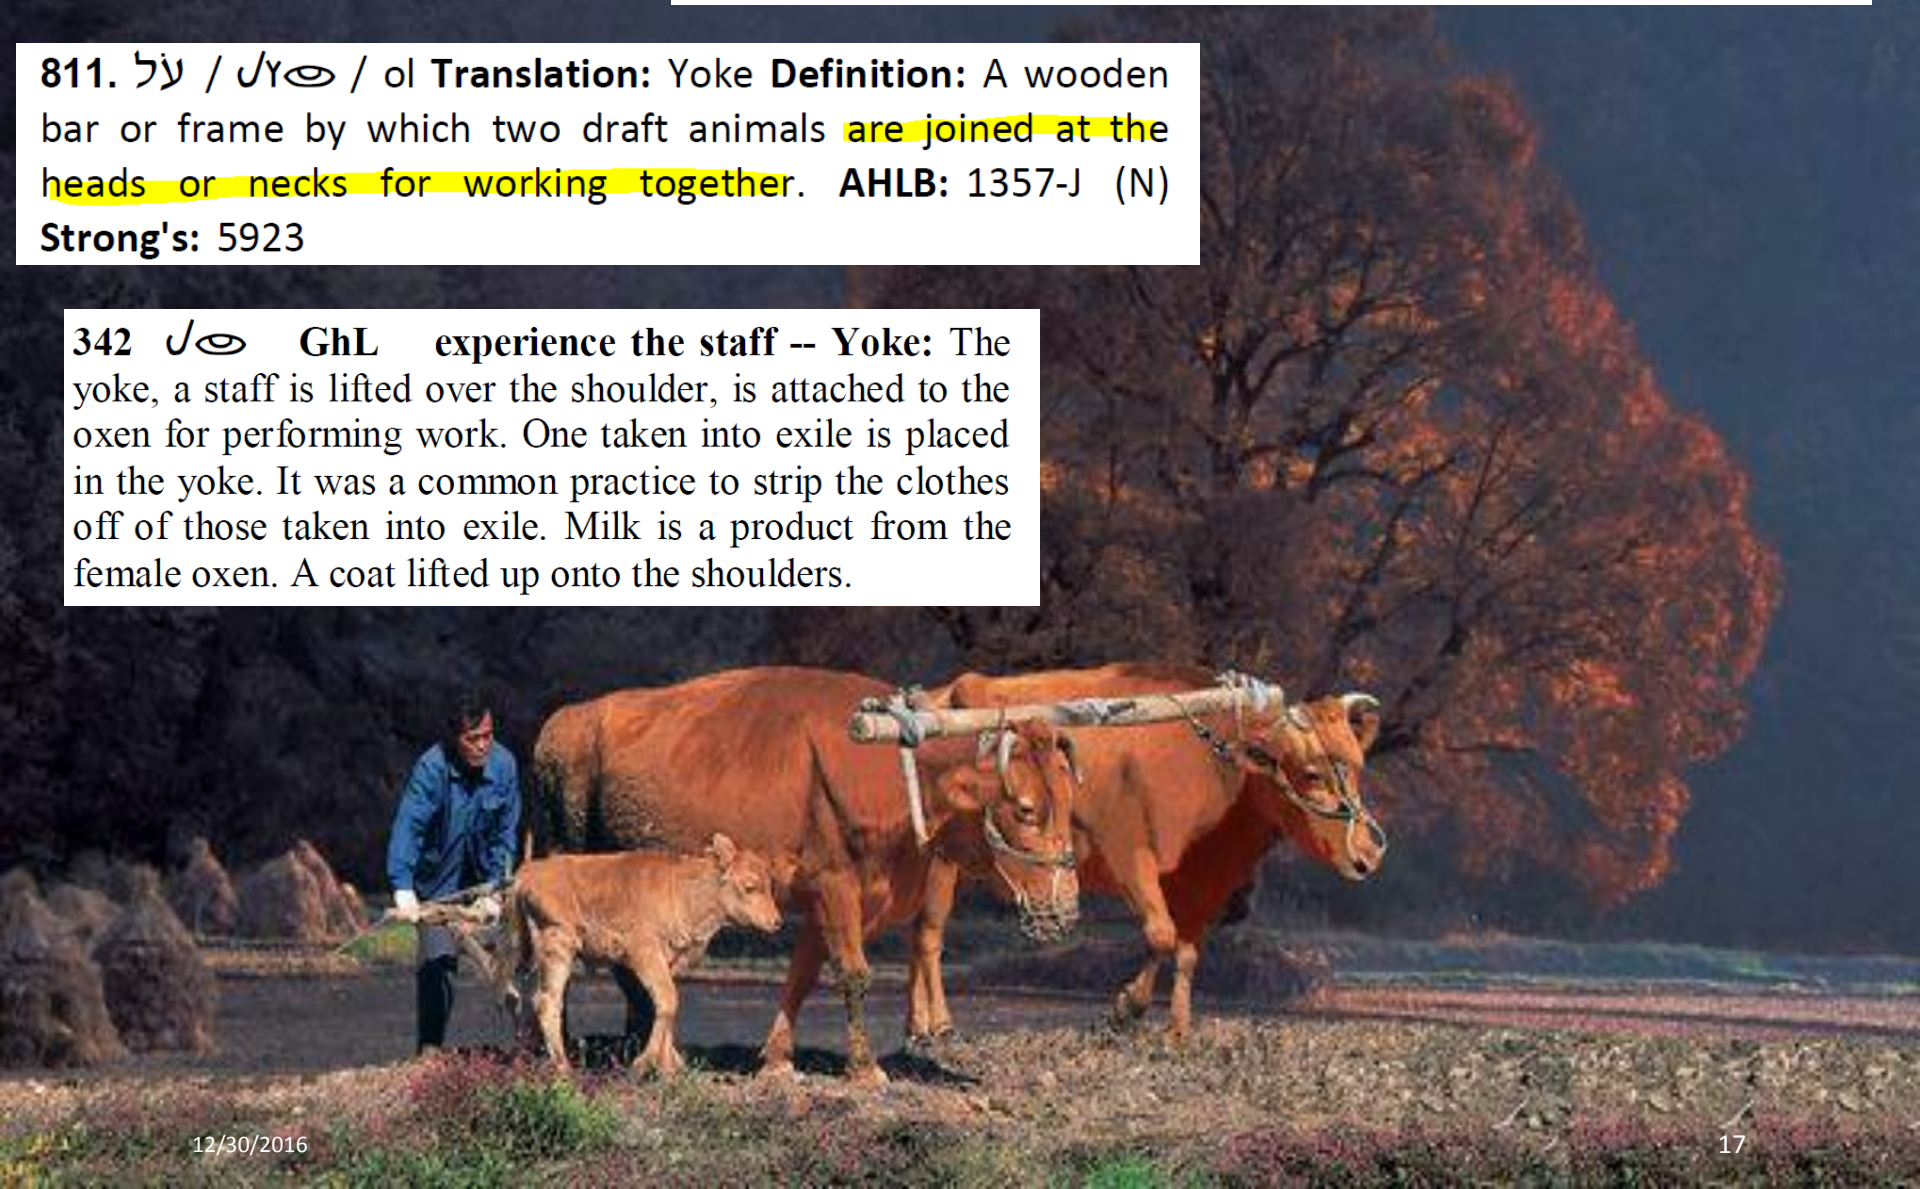 811. עֹל / / ol Translation: Yoke Definition: A wooden
bar or frame by which two draft animals are joined at the
heads or necks for working together. AHLB: 1357-J (N)
Strong's: 5923
342 GhL experience the staff -- Yoke: The
yoke, a staff is lifted over the shoulder, is attached to the
oxen for performing work. One taken into exile is placed
in the yoke. It was a common practice to strip the clothes
off of those taken into exile. Milk is a product from the
female oxen. A coat lifted up onto the shoulders.
12/30/2016
17